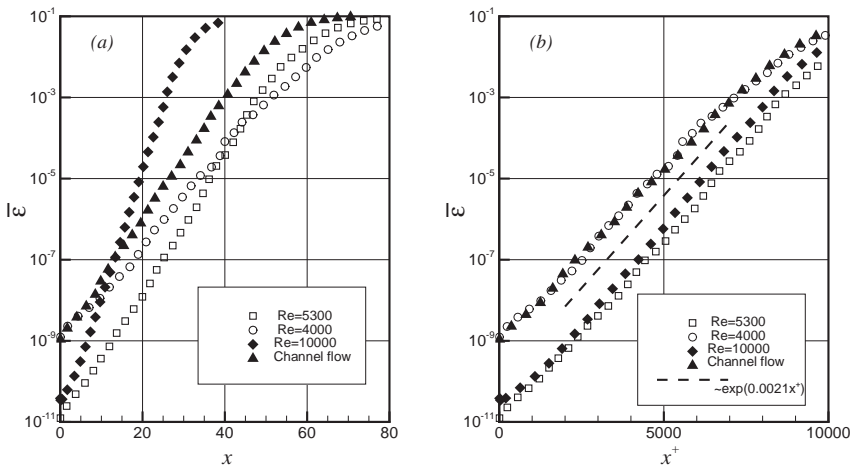 (a)
10⁻¹
10⁻³
10⁻⁵
10⁻⁷
10⁻⁹
10⁻¹¹
ε̅
0 20 40 60 80
x
Re=5300
Re=4000
Re=10000
Channel flow
(b)
10⁻¹
10⁻³
10⁻⁵
10⁻⁷
10⁻⁹
10⁻¹¹
ε̅
0 5000 10000
x⁺
Re=5300
Re=4000
Re=10000
Channel flow
~exp(0.0021x⁺)